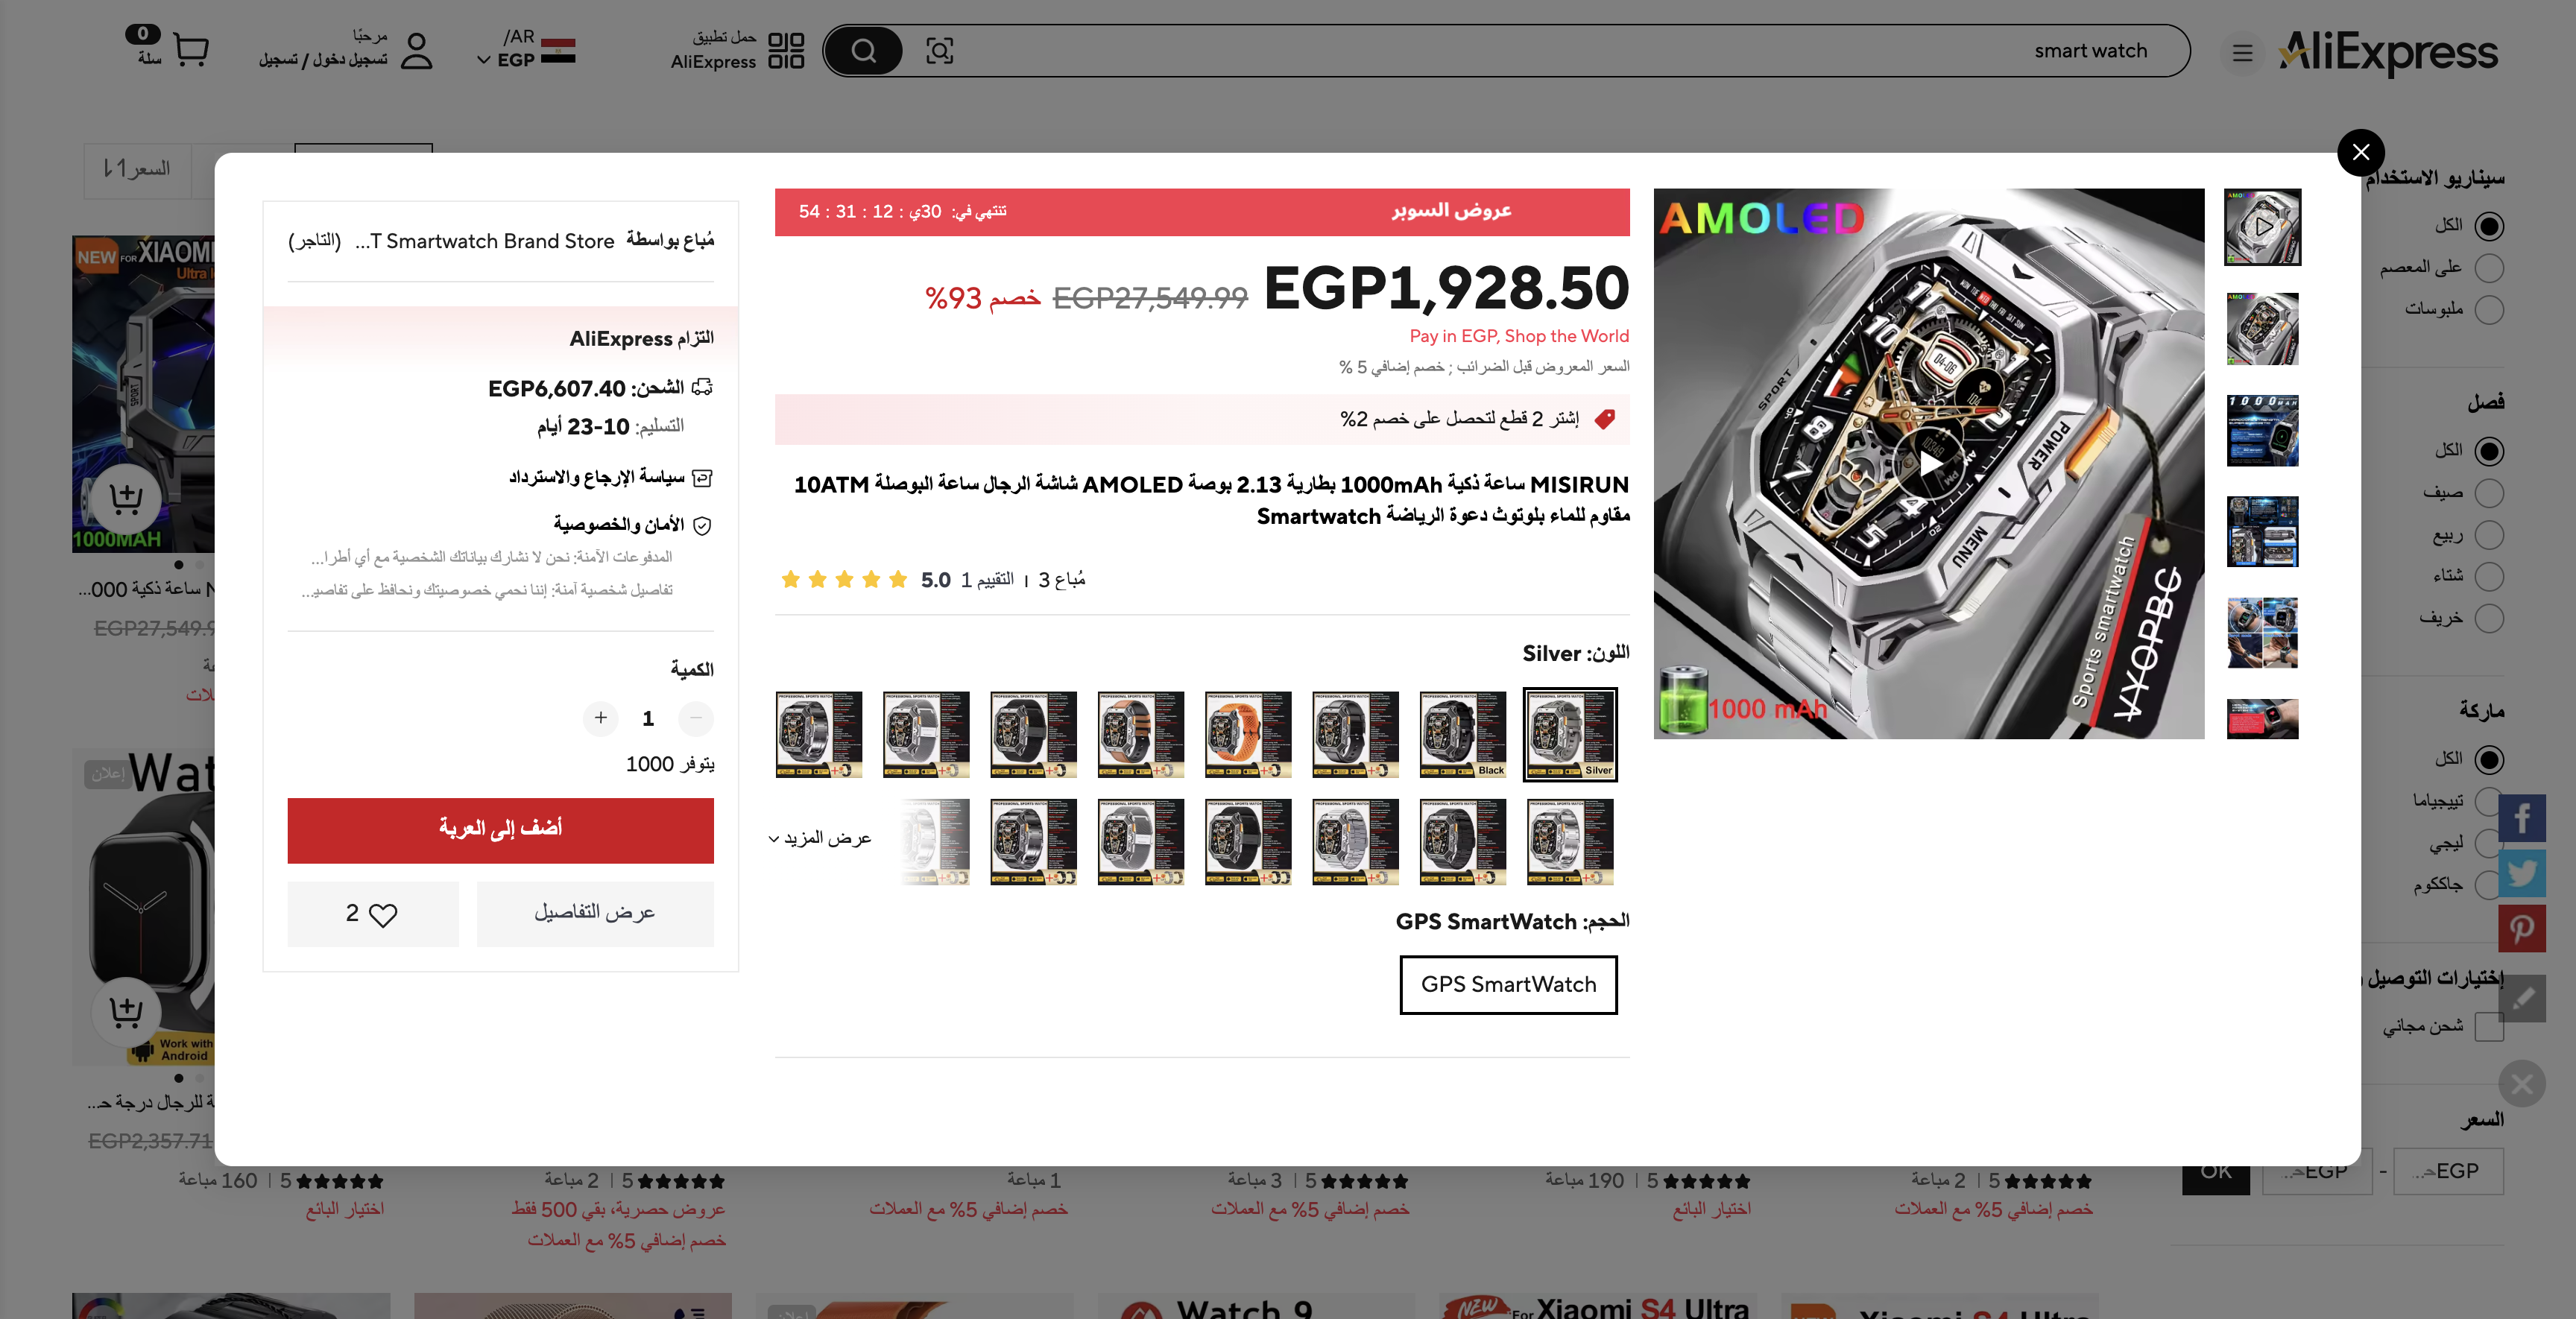 AliExpress
smart watch
حمل تطبيق
AliExpress
/AR
EGP
مرحبًا
تسجيل دخول / تسجيل
0
سلة
السعر
سيناريو الاستخدام
الكل
على المعصم
ملبوسات
فصل
الكل
صيف
ربيع
شتاء
خريف
ماركة
الكل
تييجياما
ليجي
جاككوم
إختيارات التوصيل
شحن مجاني
السعر
EGP
-
EGP
OK
AMOLED
SPORT
POWER
MENU
Sports smartwatch
VYOPBC
1000 mAh
عروض السوبر
تنتهي في: 30ي : 12 : 31 : 54
EGP1,928.50 EGP27,549.99 خصم 93%
Pay in EGP, Shop the World
السعر المعروض قبل الضرائب ; خصم إضافي 5 %
إشتر 2 قطع لتحصل على خصم 2%
MISIRUN ساعة ذكية 1000mAh بطارية 2.13 بوصة AMOLED شاشة الرجال ساعة البوصلة 10ATM
مقاوم للماء بلوتوث دعوة الرياضة Smartwatch
5.0 التقييم 1 ا مُباع 3
اللون: Silver
Silver
Black
عرض المزيد
الحجم: GPS SmartWatch
GPS SmartWatch
مُباع بواسطة T Smartwatch Brand Store... (التاجر)
التزام AliExpress
الشحن: EGP6,607.40
التسليم: 10-23 أيام
سياسة الإرجاع والاسترداد
الأمان والخصوصية
المدفوعات الآمنة: نحن لا نشارك بياناتك الشخصية مع أي أطرا...
تفاصيل شخصية آمنة: إننا نحمي خصوصيتك ونحافظ على تفاصيـ...
الكمية
1
يتوفر 1000
أضف إلى العربة
عرض التفاصيل
2
NEW FOR XIAOMI
Ultra
SPORT
1000MAH
ساعة ذكية 000...
EGP27,549.9
إعلان
Wat
Work with
Android
ة للرجال درجة حـ...
EGP2,357.71
5 | 2 مباعة
خصم إضافي 5% مع العملات
5 | 190 مباعة
اختيار البائع
5 | 3 مباعة
خصم إضافي 5% مع العملات
1 مباعة
خصم إضافي 5% مع العملات
5 | 2 مباعة
عروض حصرية، بقي 500 فقط
خصم إضافي 5% مع العملات
5 | 160 مباعة
اختيار البائع
Xiaomi S4 Ultra
NEW For Xiaomi S4 Ultra
Watch 9
إعلان